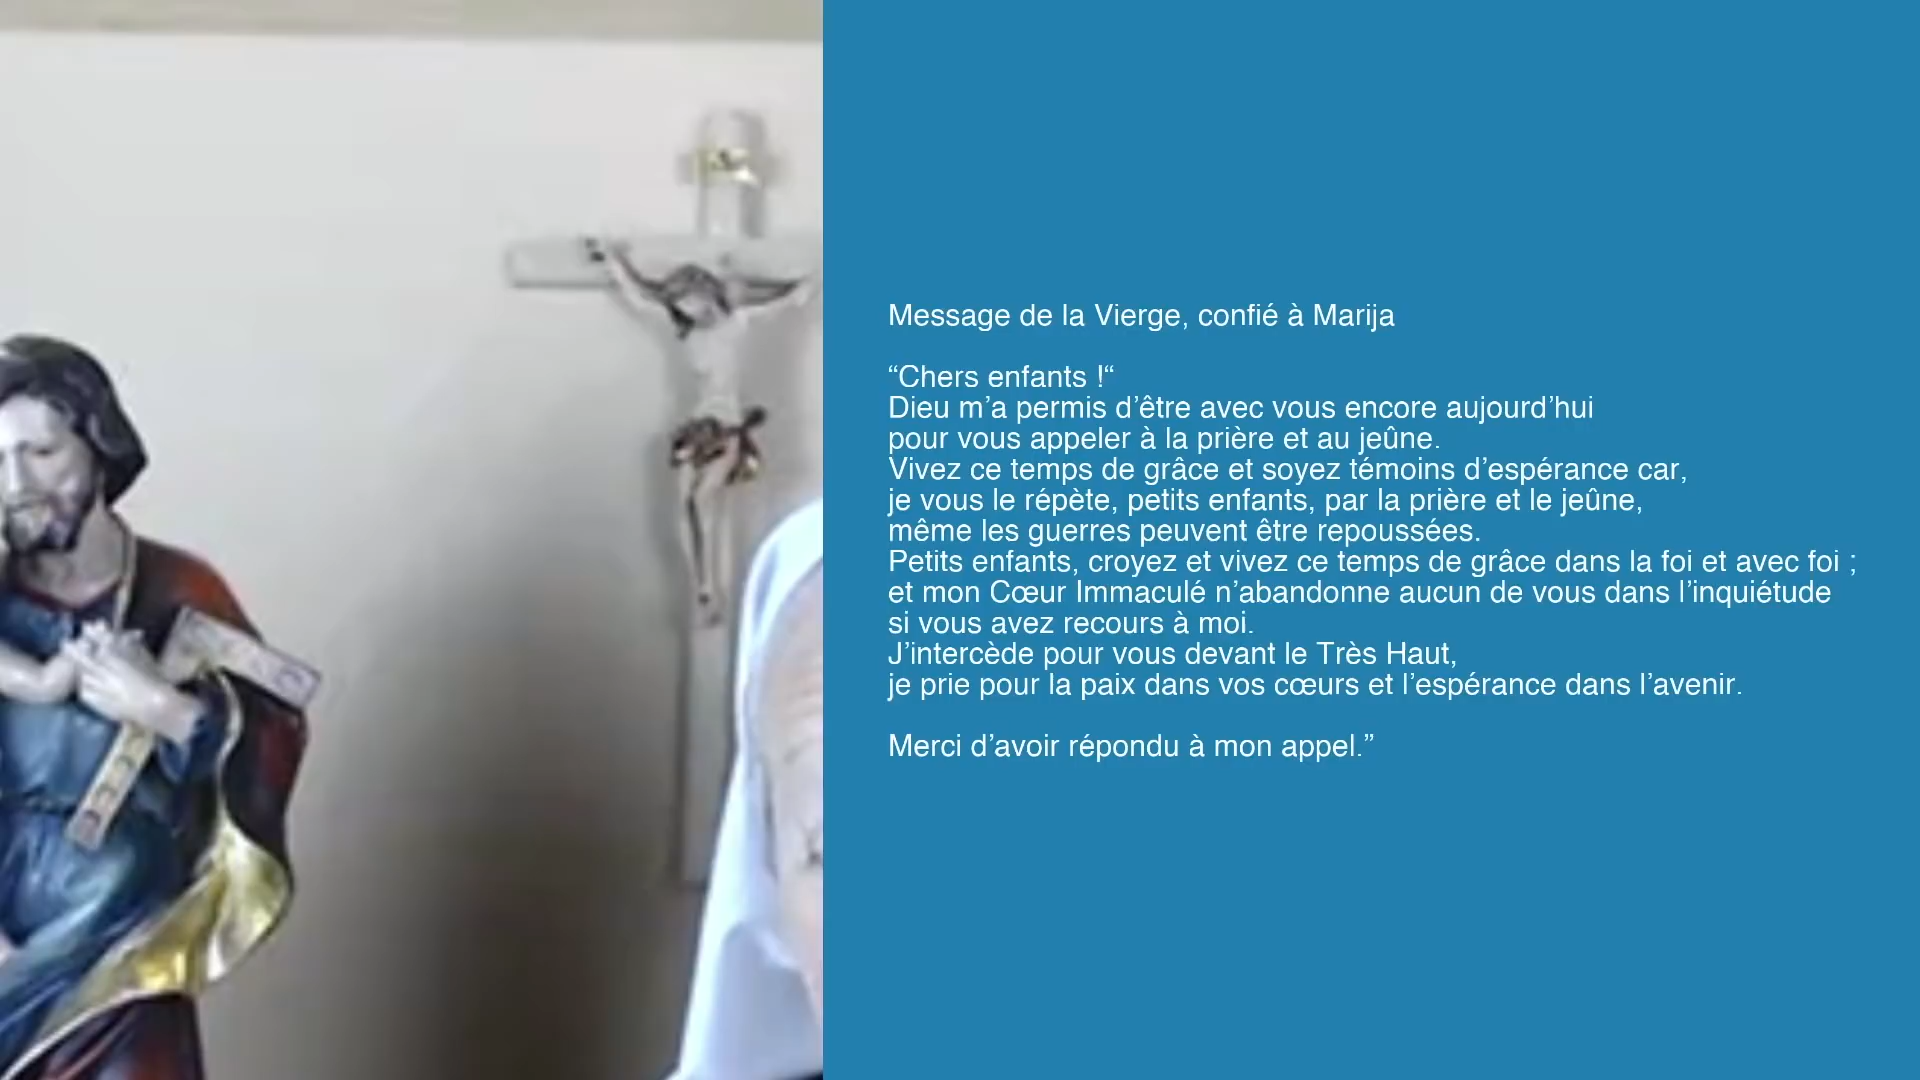 Message de la Vierge, confié à Marija
“Chers enfants !“
Dieu m’a permis d’être avec vous encore aujourd’hui
pour vous appeler à la prière et au jeûne.
Vivez ce temps de grâce et soyez témoins d’espérance car,
je vous le répète, petits enfants, par la prière et le jeûne,
même les guerres peuvent être repoussées.
Petits enfants, croyez et vivez ce temps de grâce dans la foi et avec foi ;
et mon Cœur Immaculé n’abandonne aucun de vous dans l’inquiétude
si vous avez recours à moi.
J’intercède pour vous devant le Très Haut,
je prie pour la paix dans vos cœurs et l’espérance dans l’avenir.
Merci d’avoir répondu à mon appel.”